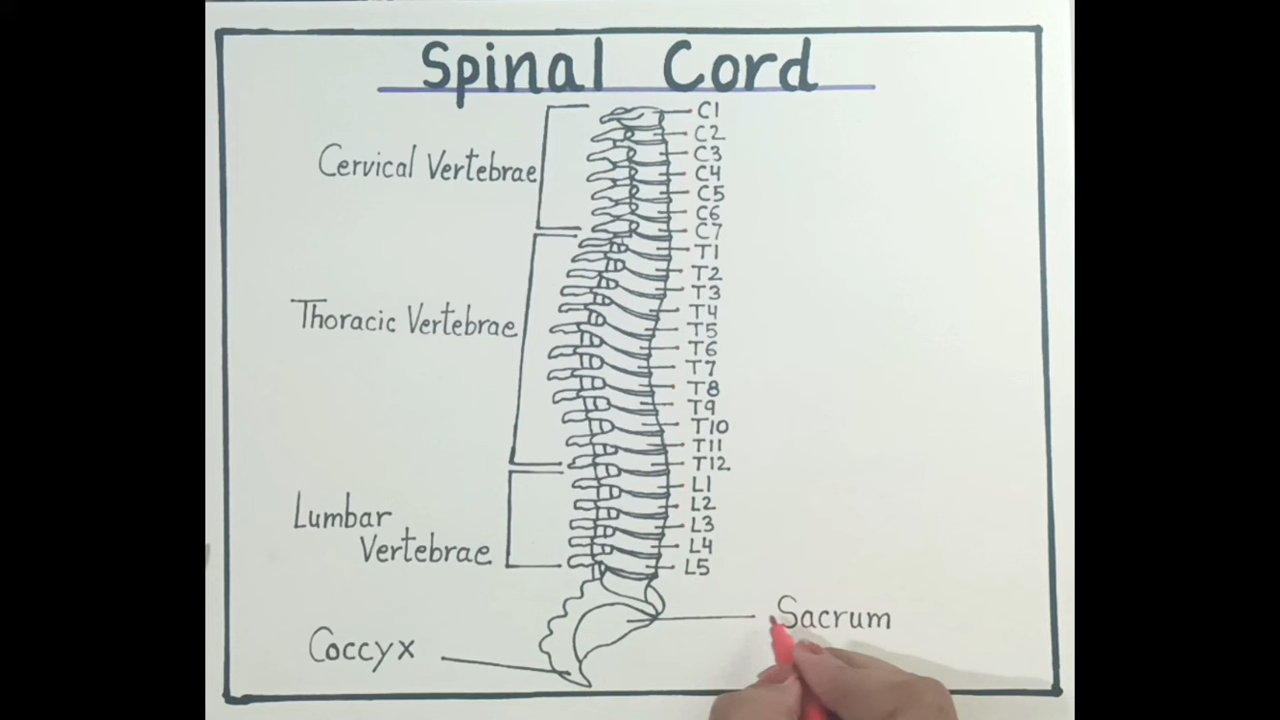 Spinal Cord
Cervical Vertebrae
C1
C2
C3
C4
C5
C6
C7
Thoracic Vertebrae
T1
T2
T3
T4
T5
T6
T7
T8
T9
T10
T11
T12
Lumbar
Vertebrae
L1
L2
L3
L4
L5
Sacrum
Coccyx